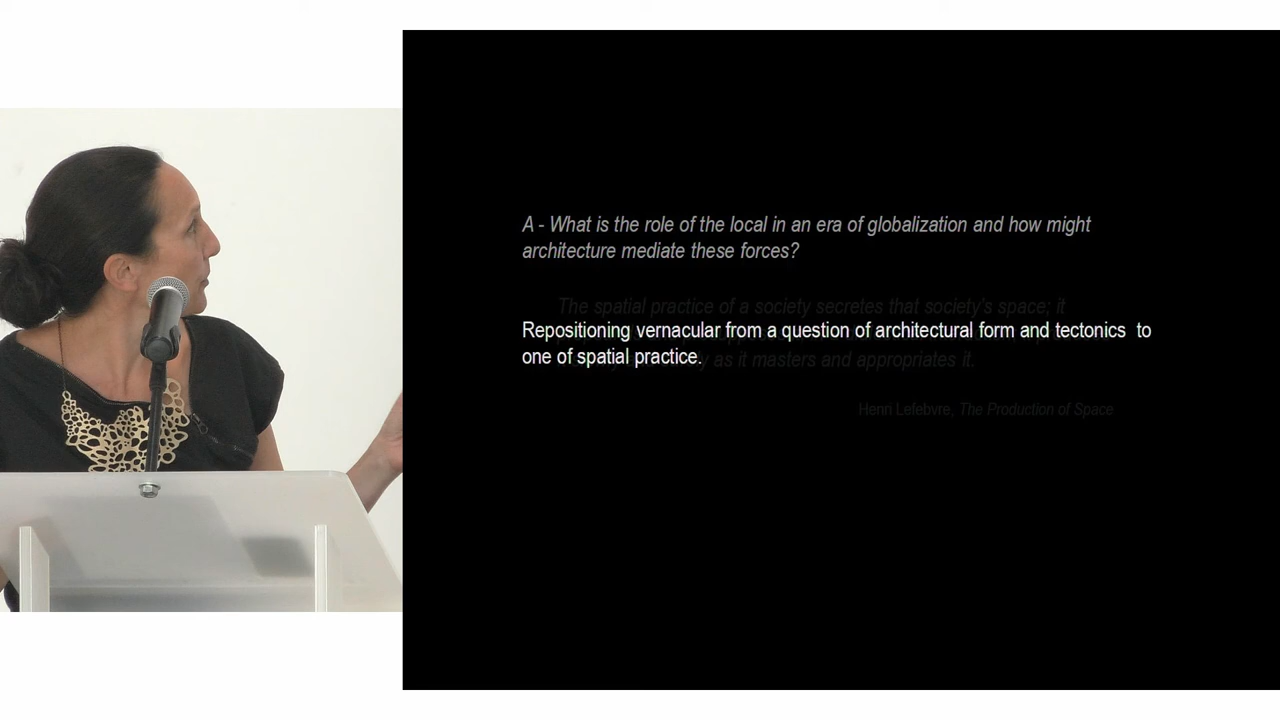 A - What is the role of the local in an era of globalization and how might
architecture mediate these forces?
The spatial practice of a society secretes that society's space; it
Repositioning vernacular from a question of architectural form and tectonics to
one of spatial practice.
as it masters and appropriates it.
Henri Lefebvre, The Production of Space